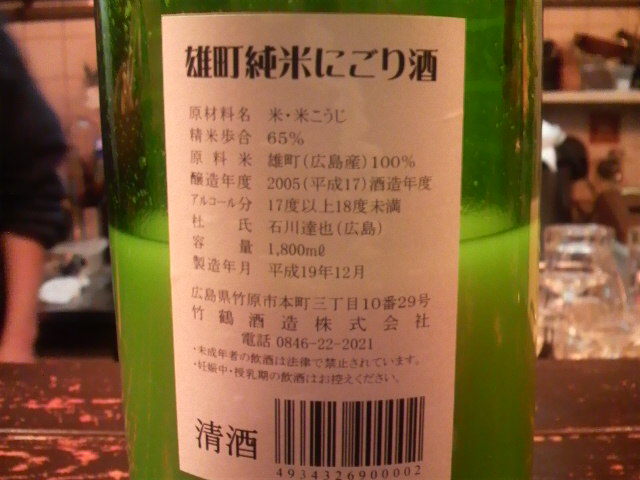 雄町純米にごり酒
原材料名 米・米こうじ
精米歩合 65%
原料米 雄町(広島産)100%
醸造年度 2005(平成17)酒造年度
アルコール分 17度以上18度未満
杜氏 石川達也(広島)
容量 1,800mℓ
製造年月 平成19年12月
広島県竹原市本町三丁目10番29号
竹鶴酒造株式会社
電話 0846-22-2021
・未成年者の飲酒は法律で禁止されています。
・妊娠中・授乳期の飲酒はお控えください。
清酒
4934326900002